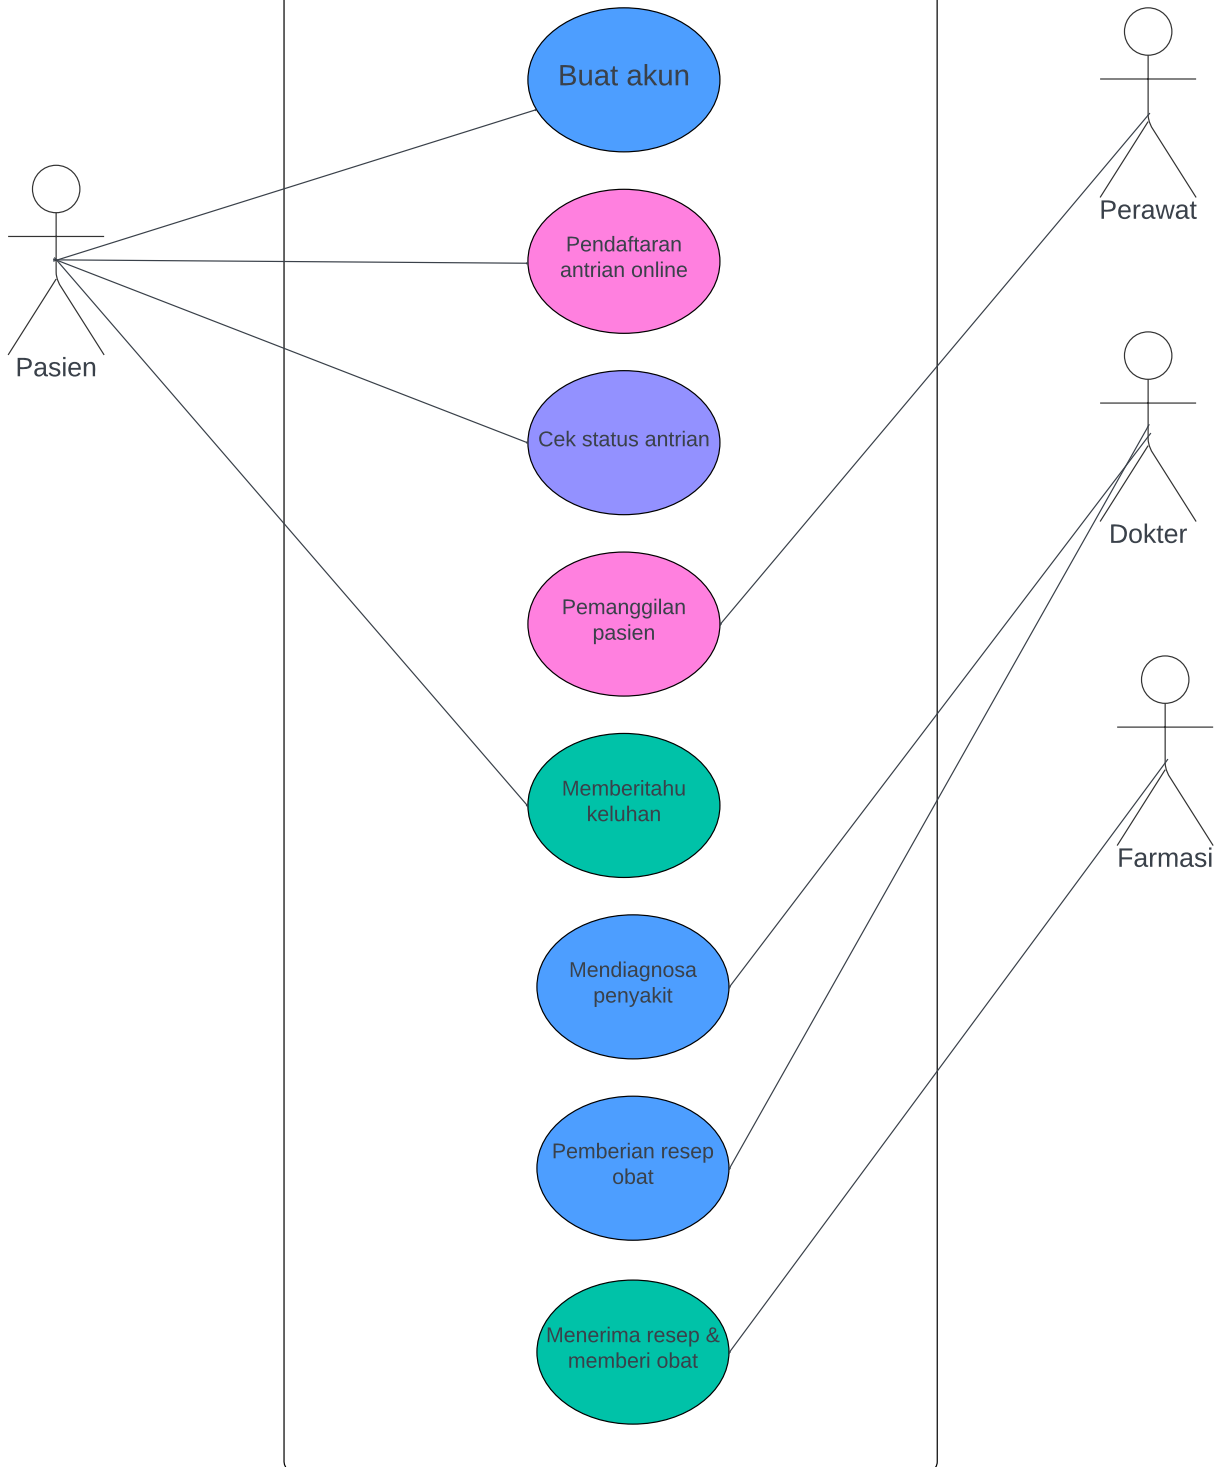 Buat akun
Pendaftaran
antrian online
Cek status antrian
Pemanggilan
pasien
Memberitahu
keluhan
Mendiagnosa
penyakit
Pemberian resep
obat
Menerima resep &
memberi obat
Pasien
Perawat
Dokter
Farmasi